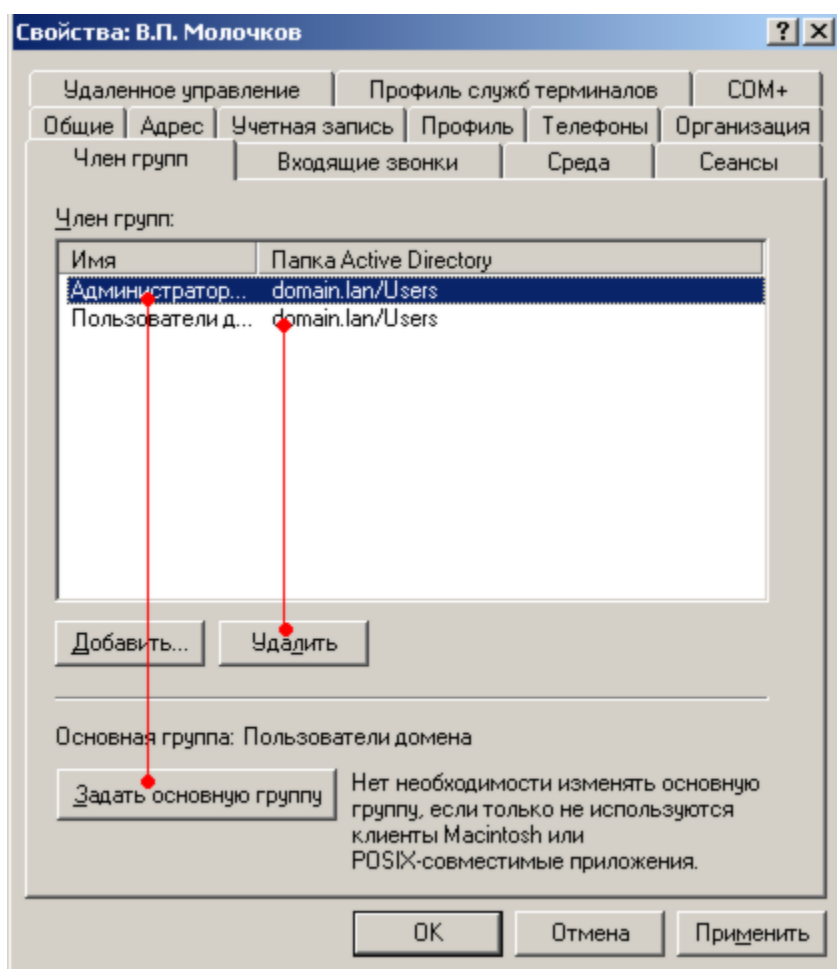 Свойства: В.П. Молочков
Удаленное управление Профиль служб терминалов COM+
Общие Адрес Учетная запись Профиль Телефоны Организация
Член групп Входящие звонки Среда Сеансы
Член групп:
Имя Папка Active Directory
Администратор... domain.lan/Users
Пользователи д... domain.lan/Users
Добавить... Удалить
Основная группа: Пользователи домена
Задать основную группу
Нет необходимости изменять основную
группу, если только не используются
клиенты Macintosh или
POSIX-совместимые приложения.
OK Отмена Применить